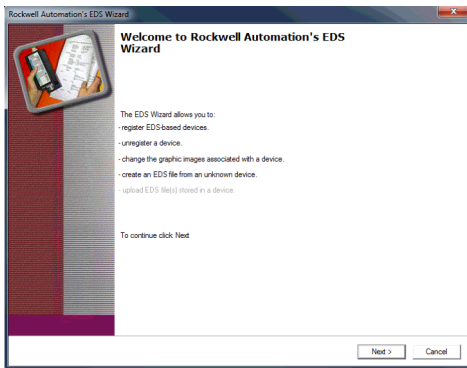 Rockwell Automation's EDS Wizard
Welcome to Rockwell Automation's EDS
Wizard
The EDS Wizard allows you to:
- register EDS-based devices.
- unregister a device.
- change the graphic images associated with a device.
- create an EDS file from an unknown device.
- upload EDS file(s) stored in a device.
To continue click Next
Next >
Cancel